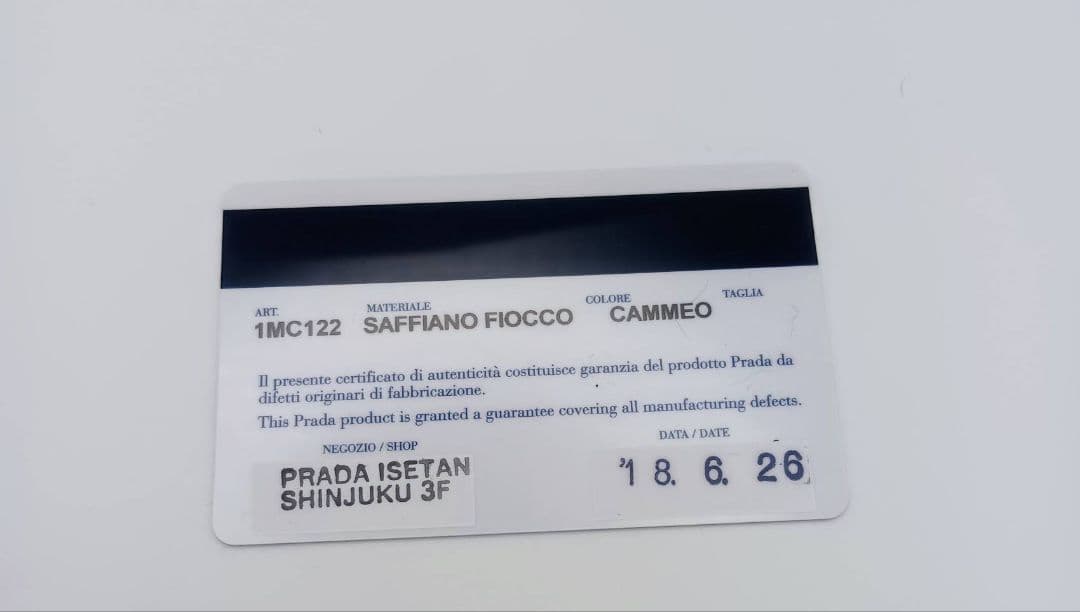 ART. MATERIALE COLORE TAGLIA
1MC122 SAFFIANO FIOCCO CAMMEO
Il presente certificato di autenticità costituisce garanzia del prodotto Prada da
difetti originari di fabbricazione.
This Prada product is granted a guarantee covering all manufacturing defects.
NEGOZIO / SHOP
PRADA ISETAN
SHINJUKU 3F
DATA / DATE
'18. 6. 26